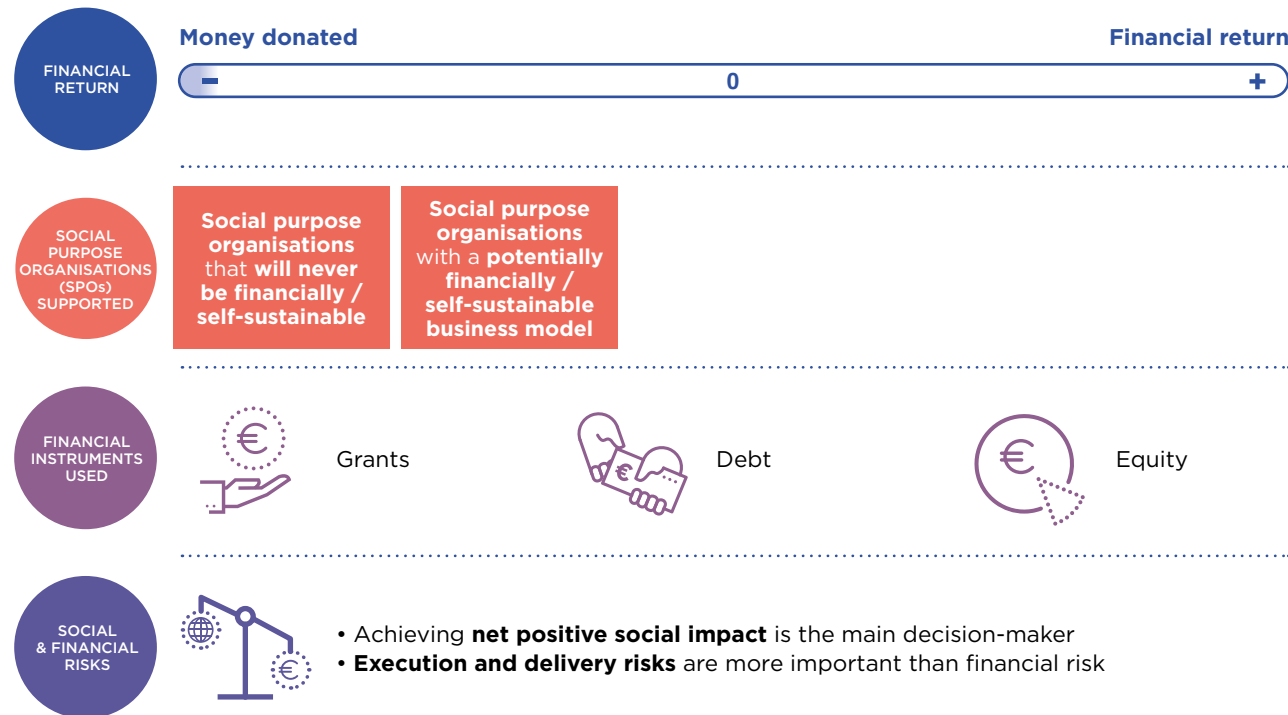 FINANCIAL
RETURN
Money donated
Financial return
-
0
+
SOCIAL
PURPOSE
ORGANISATIONS
(SPOs)
SUPPORTED
Social purpose
organisations
that will never
be financially /
self-sustainable
Social purpose
organisations
with a potentially
financially /
self-sustainable
business model
FINANCIAL
INSTRUMENTS
USED
€
Grants
€
Debt
€
Equity
SOCIAL
& FINANCIAL
RISKS
€
• Achieving net positive social impact is the main decision-maker
• Execution and delivery risks are more important than financial risk